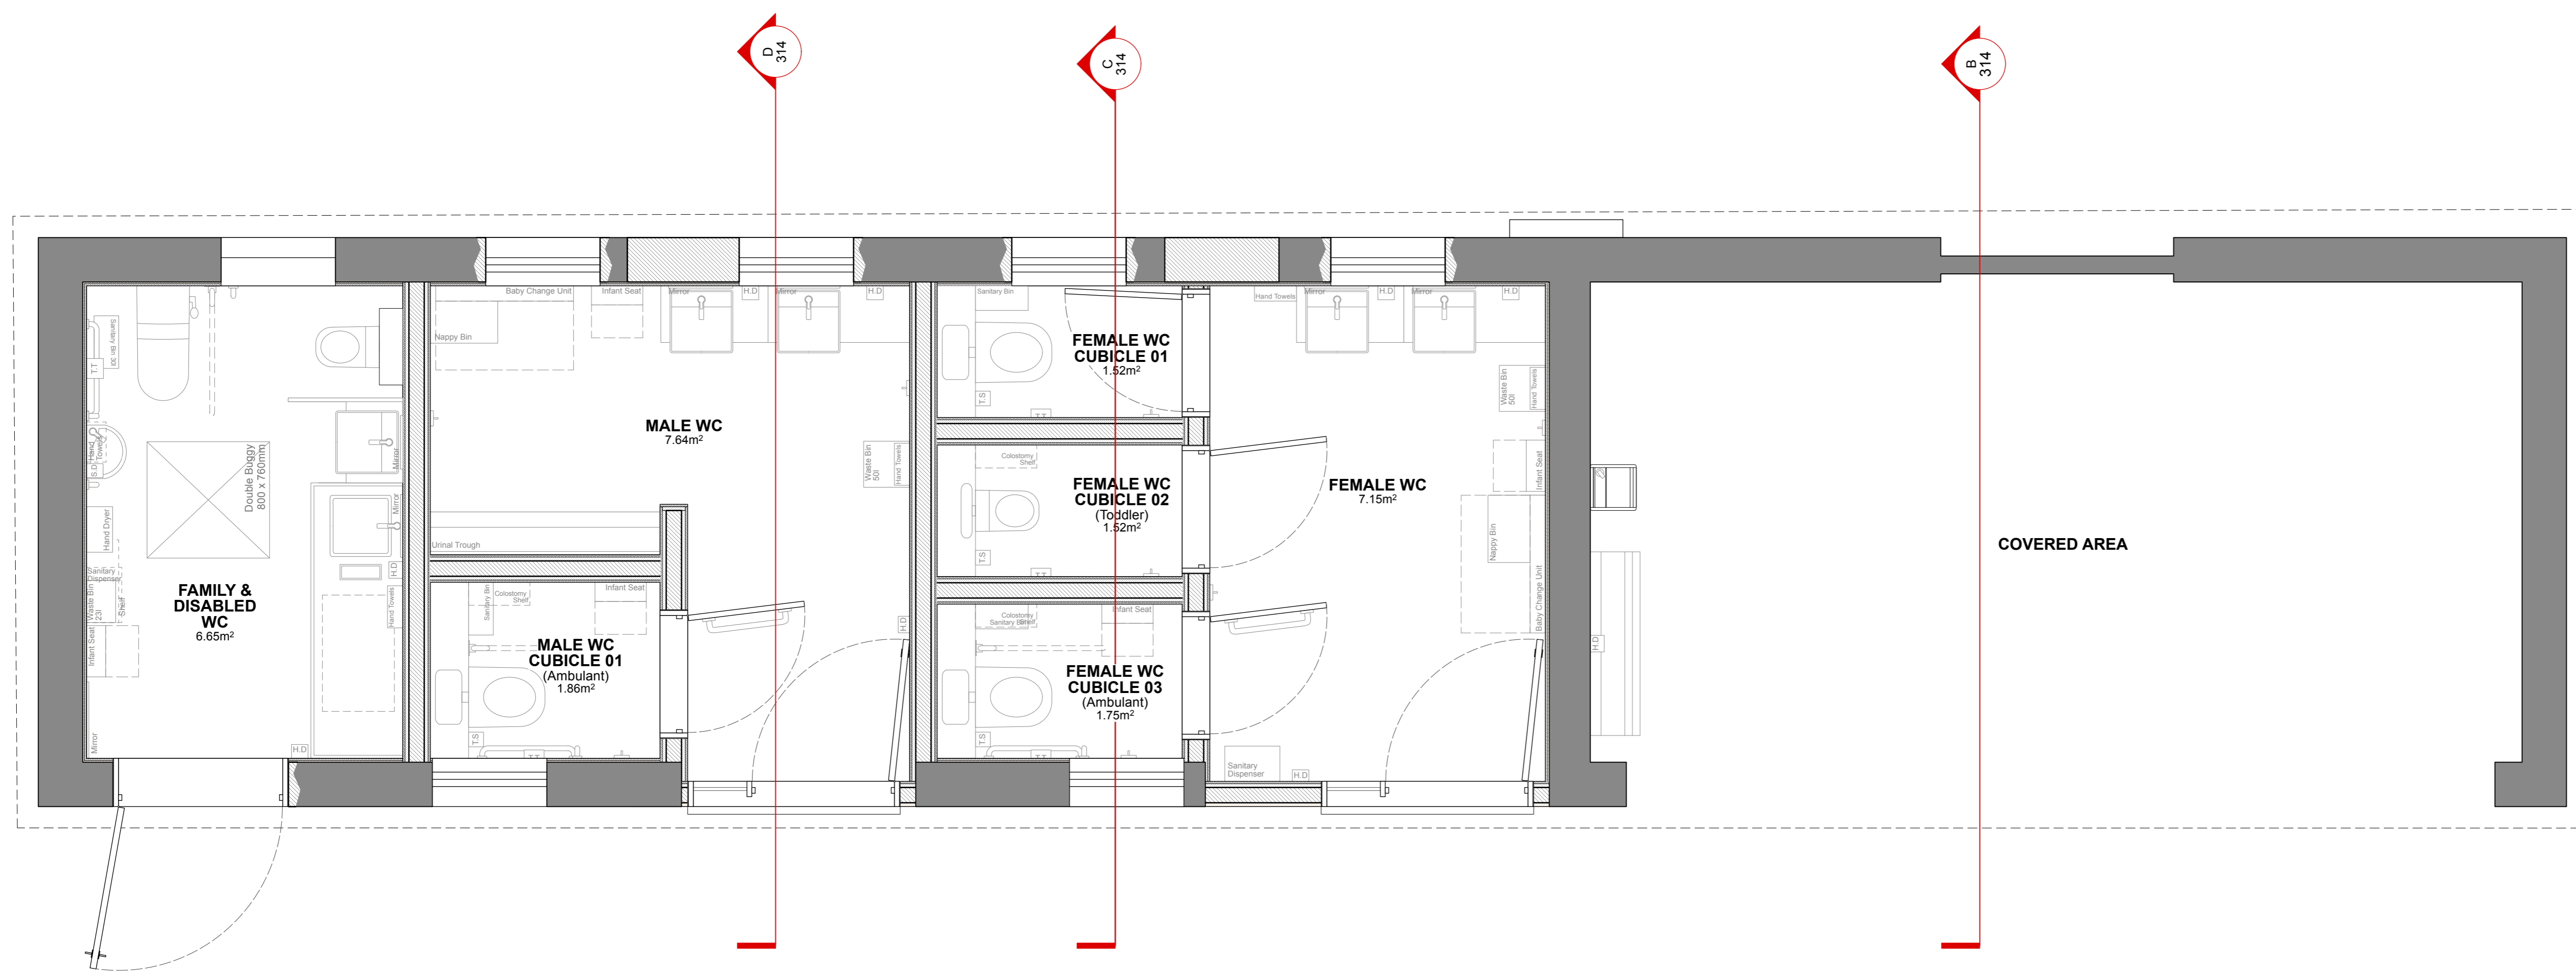 D
314
C
314
B
314
Sanitary Bin 30l
T.T
Hand
Towels
S.D
Double Buggy
800 x 760mm
Mirror
Mirror
Hand Dryer
Sanitary
Dispenser
Waste Bin
23l
Shelf
Infant Seat
Mirror
H.D
Hand Towels
H.D
FAMILY &
DISABLED
WC
6.65m²
Baby Change Unit
Infant Seat
Mirror
H.D
Mirror
H.D
Nappy Bin
MALE WC
7.64m²
Waste Bin
50l
Hand Towels
Urinal Trough
H.D
Sanitary Bin
Colostomy
Shelf
Infant Seat
MALE WC
CUBICLE 01
(Ambulant)
1.86m²
T.S
T.T
Sanitary Bin
FEMALE WC
CUBICLE 01
1.52m²
T.S
T.T
Colostomy
Shelf
FEMALE WC
CUBICLE 02
(Toddler)
1.52m²
T.S
T.T
Colostomy
Shelf
Sanitary Bin
Infant Seat
FEMALE WC
CUBICLE 03
(Ambulant)
1.75m²
T.S
T.T
Hand Towels
Mirror
H.D
Mirror
H.D
Waste Bin
50l
Hand Towels
Infant Seat
FEMALE WC
7.15m²
Nappy Bin
Baby Change Unit
Sanitary
Dispenser
H.D
H.D
COVERED AREA